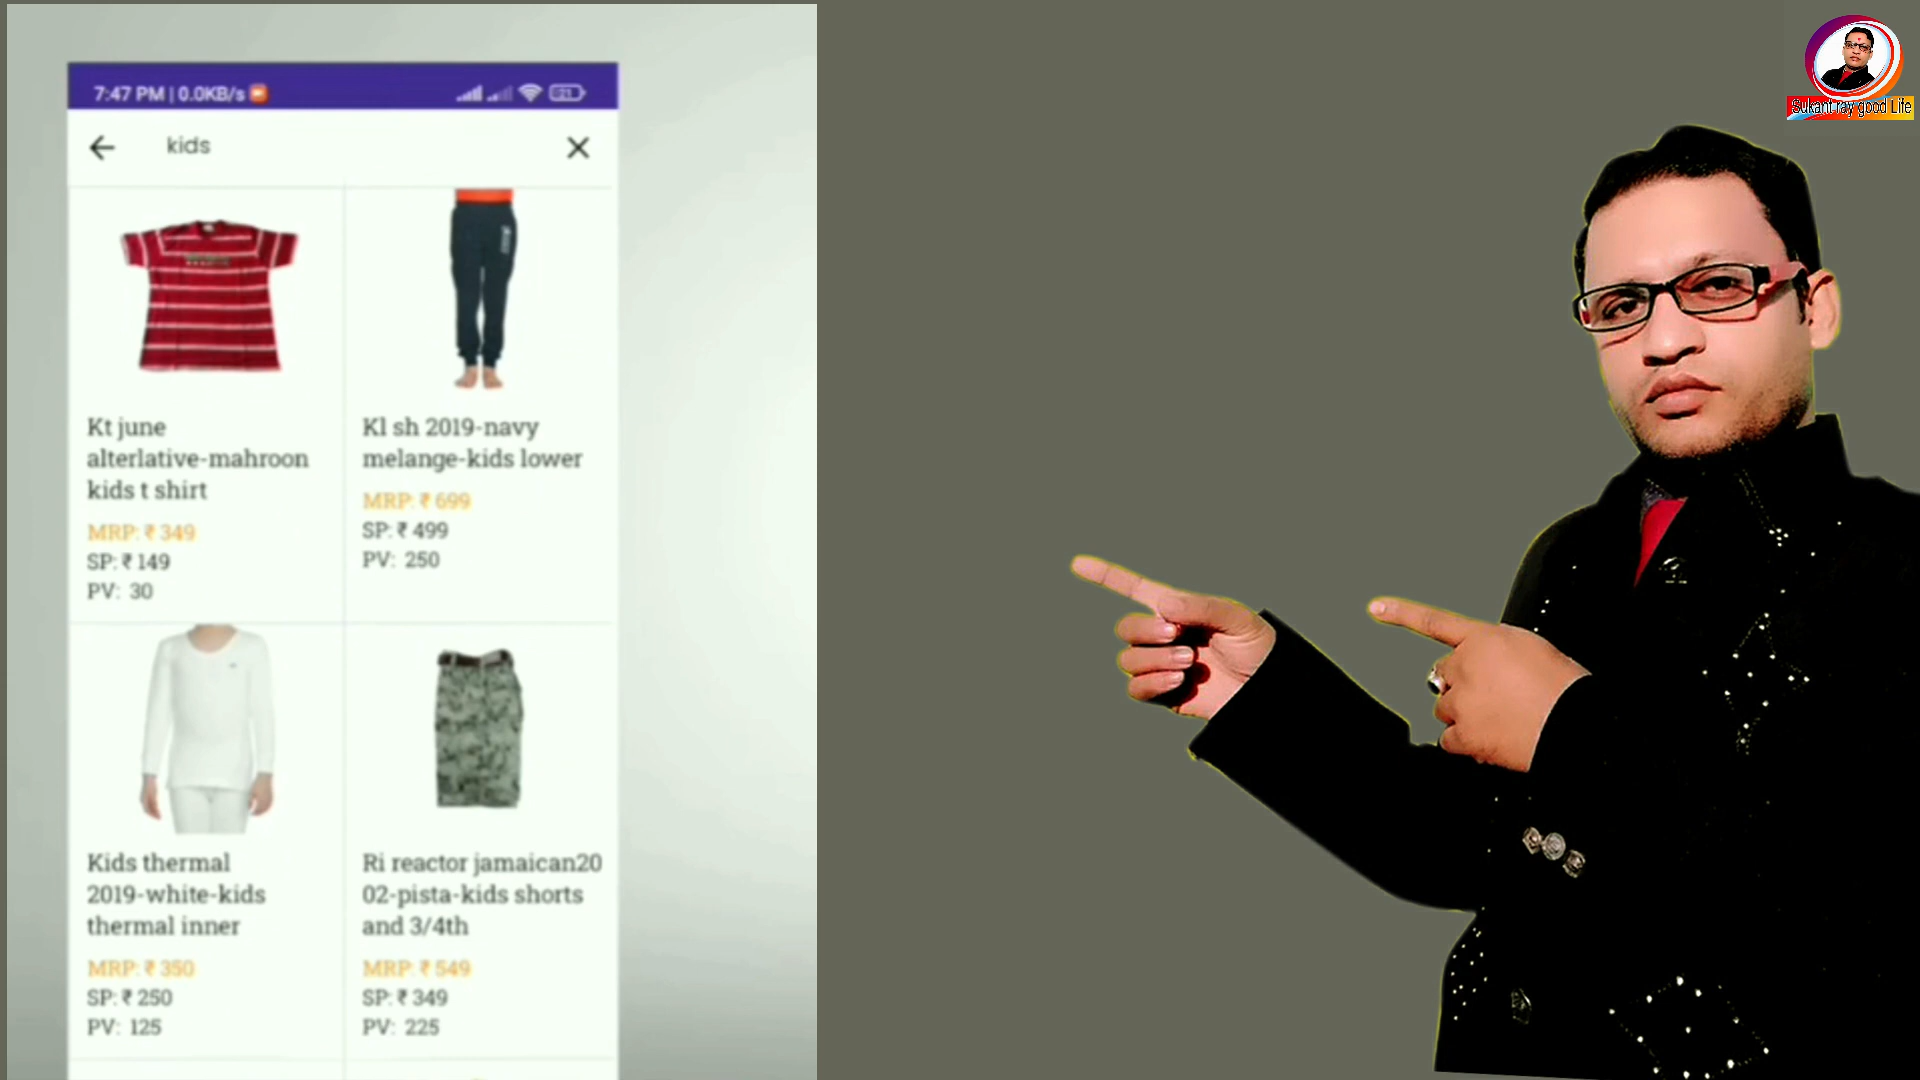 7:47 PM | 0.0KB/s
21
kids
Kt june
alterlative-mahroon
kids t shirt
MRP: ₹ 349
SP: ₹ 149
PV: 30
Kl sh 2019-navy
melange-kids lower
MRP: ₹ 699
SP: ₹ 499
PV: 250
Kids thermal
2019-white-kids
thermal inner
MRP: ₹ 350
SP: ₹ 250
PV: 125
Ri reactor jamaican20
02-pista-kids shorts
and 3/4th
MRP: ₹ 549
SP: ₹ 349
PV: 225
Sukant ray good Life